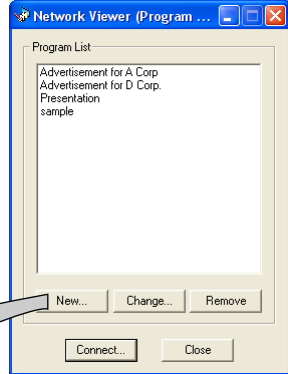 Network Viewer (Program ...
Program List
Advertisement for A Corp
Advertisement for D Corp.
Presentation
sample
New... Change... Remove
Connect... Close